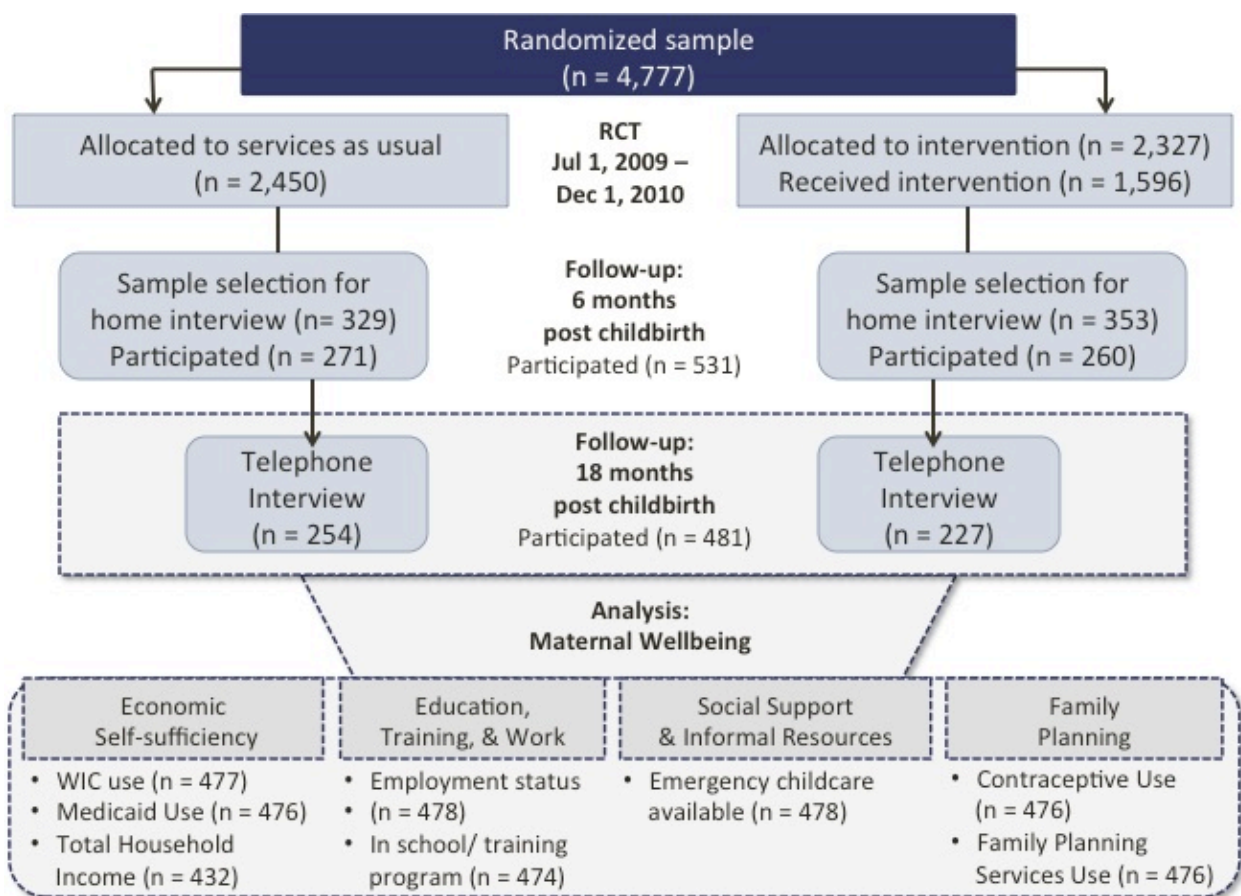 Randomized sample
(n = 4,777)
Allocated to services as usual
(n = 2,450)
RCT
Jul 1, 2009 –
Dec 1, 2010
Allocated to intervention (n = 2,327)
Received intervention (n = 1,596)
Sample selection for
home interview (n= 329)
Participated (n = 271)
Follow-up:
6 months
post childbirth
Participated (n = 531)
Sample selection for
home interview (n = 353)
Participated (n = 260)
Telephone
Interview
(n = 254)
Follow-up:
18 months
post childbirth
Participated (n = 481)
Telephone
Interview
(n = 227)
Analysis:
Maternal Wellbeing
Economic
Self-sufficiency
• WIC use (n = 477)
• Medicaid Use (n = 476)
• Total Household
Income (n = 432)
Education,
Training, & Work
• Employment status
• (n = 478)
• In school/ training
program (n = 474)
Social Support
& Informal Resources
• Emergency childcare
available (n = 478)
Family
Planning
• Contraceptive Use
(n = 476)
• Family Planning
Services Use (n = 476)